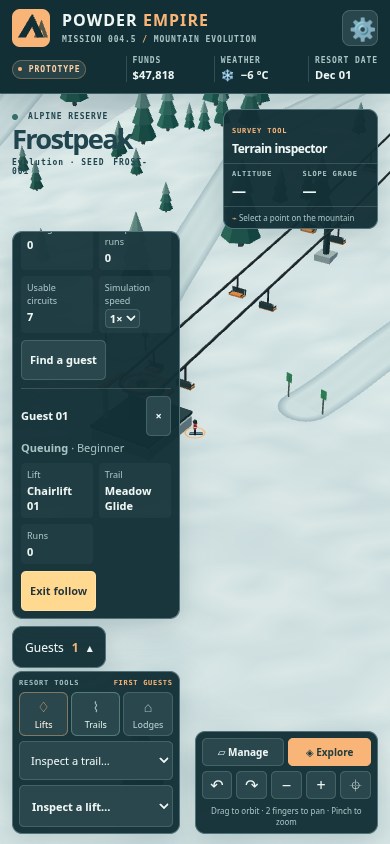 POWDER EMPIRE
MISSION 004.5 / MOUNTAIN EVOLUTION
PROTOTYPE
FUNDS
$47,818
WEATHER
-6 °C
RESORT DATE
Dec 01
ALPINE RESERVE
Frostpeak
Evolution · SEED FROST-
001
SURVEY TOOL
Terrain inspector
ALTITUDE
—
SLOPE GRADE
—
Select a point on the mountain
0
runs
0
Usable
circuits
7
Simulation
speed
1×
Find a guest
Guest 01
×
Queuing · Beginner
Lift
Chairlift
01
Trail
Meadow
Glide
Runs
0
Exit follow
Guests 1 ▲
RESORT TOOLS
FIRST GUESTS
Lifts
Trails
Lodges
Inspect a trail...
Inspect a lift...
Manage
Explore
Drag to orbit · 2 fingers to pan · Pinch to
zoom